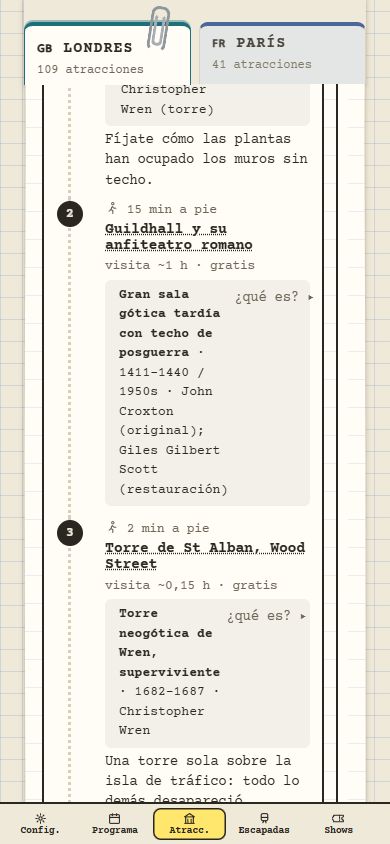 GB LONDRES
109 atracciones
FR PARÍS
41 atracciones
Christopher
Wren (torre)
Fíjate cómo las plantas
han ocupado los muros sin
techo.
2
15 min a pie
Guildhall y su
anfiteatro romano
visita ~1 h · gratis
Gran sala
gótica tardía
con techo de
posguerra ·
1411–1440 /
1950s · John
Croxton
(original);
Giles Gilbert
Scott
(restauración)
¿qué es? ▸
3
2 min a pie
Torre de St Alban, Wood
Street
visita ~0,15 h · gratis
Torre
neogótica de
Wren,
superviviente
· 1682–1687 ·
Christopher
Wren
¿qué es? ▸
Una torre sola sobre la
isla de tráfico: todo lo
demás desapareció
Config.
Programa
Atracc.
Escapadas
Shows